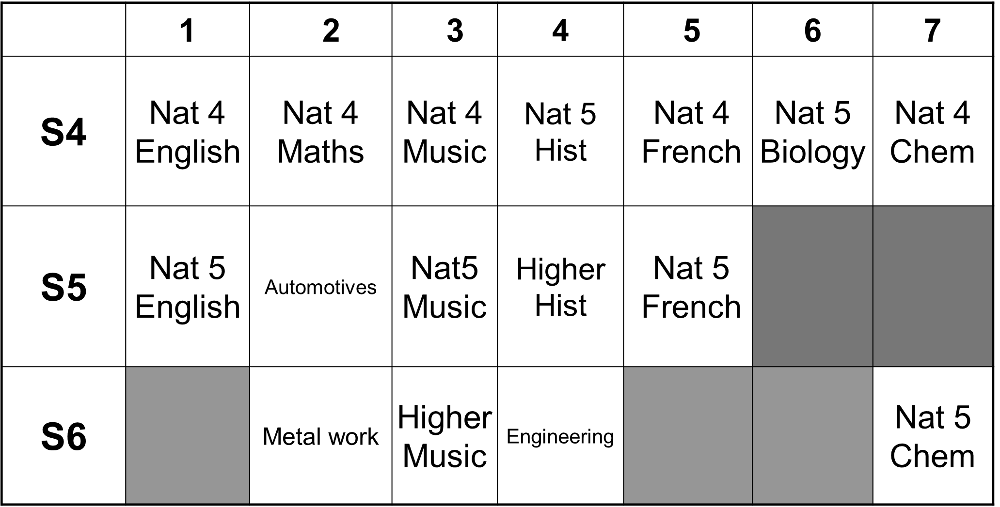 1 2 3 4 5 6 7
S4
Nat 4
English
Nat 4
Maths
Nat 4
Music
Nat 5
Hist
Nat 4
French
Nat 5
Biology
Nat 4
Chem
S5
Nat 5
English
Automotives
Nat5
Music
Higher
Hist
Nat 5
French
S6
Metal work
Higher
Music
Engineering
Nat 5
Chem